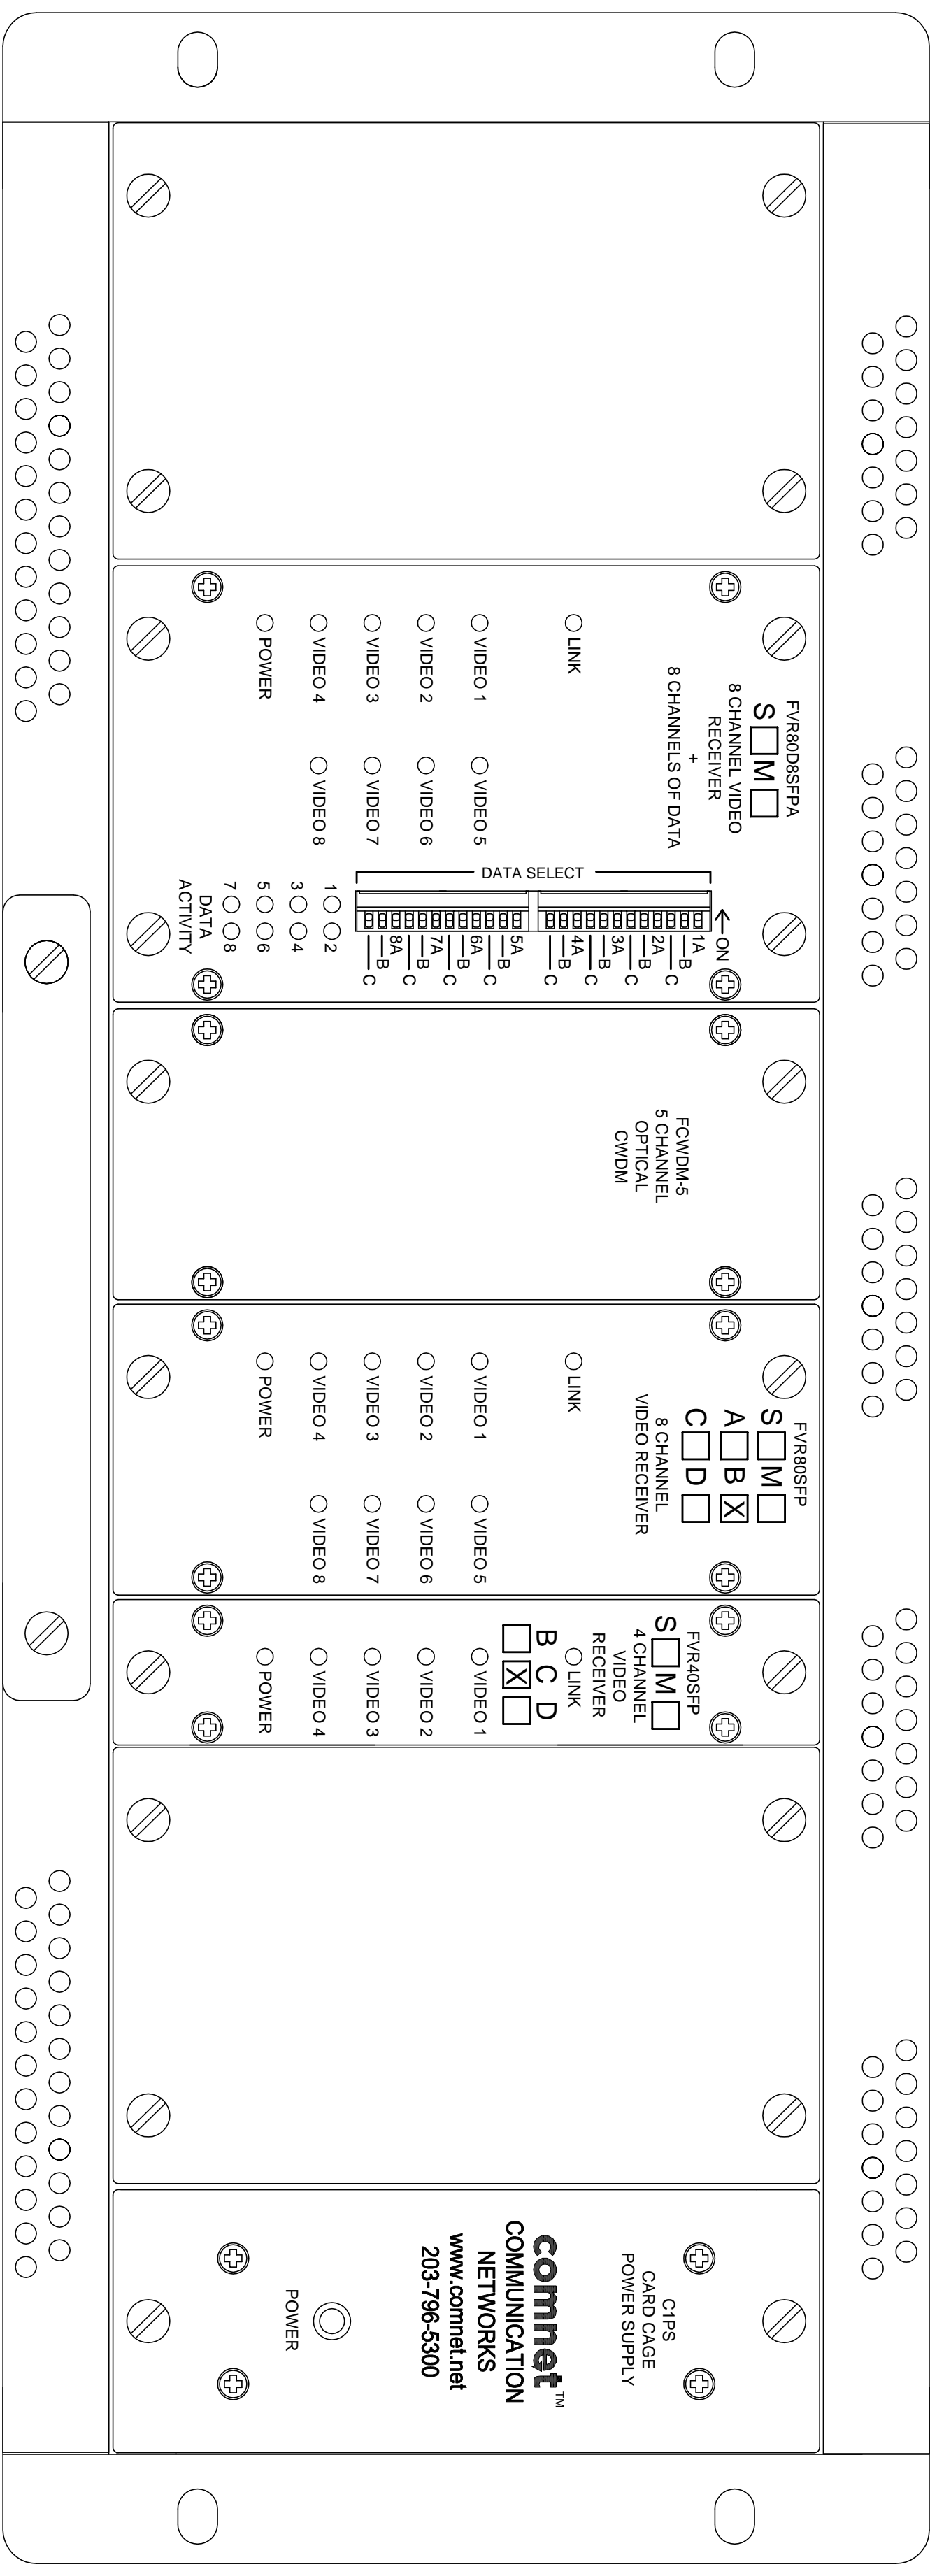 FVR80D8SFPA
S M
8 CHANNEL VIDEO
RECEIVER
+
8 CHANNELS OF DATA
LINK
VIDEO 1
VIDEO 5
VIDEO 2
VIDEO 6
VIDEO 3
VIDEO 7
VIDEO 4
VIDEO 8
POWER
←ON
DATA SELECT
1A
B
C
2A
B
C
3A
B
C
4A
B
C
5A
B
C
6A
B
C
7A
B
C
8A
B
C
1 2
3 4
5 6
7 8
DATA
ACTIVITY
FCWDM-5
5 CHANNEL
OPTICAL
CWDM
FVR80SFP
S M
A B X
C D
8 CHANNEL
VIDEO RECEIVER
LINK
VIDEO 1
VIDEO 5
VIDEO 2
VIDEO 6
VIDEO 3
VIDEO 7
VIDEO 4
VIDEO 8
POWER
FVR40SFP
S M
4 CHANNEL
VIDEO
RECEIVER
LINK
B C D
X
VIDEO 1
VIDEO 2
VIDEO 3
VIDEO 4
POWER
C1PS
CARD CAGE
POWER SUPPLY
comnet™
COMMUNICATION
NETWORKS
www.comnet.net
203-796-5300
POWER